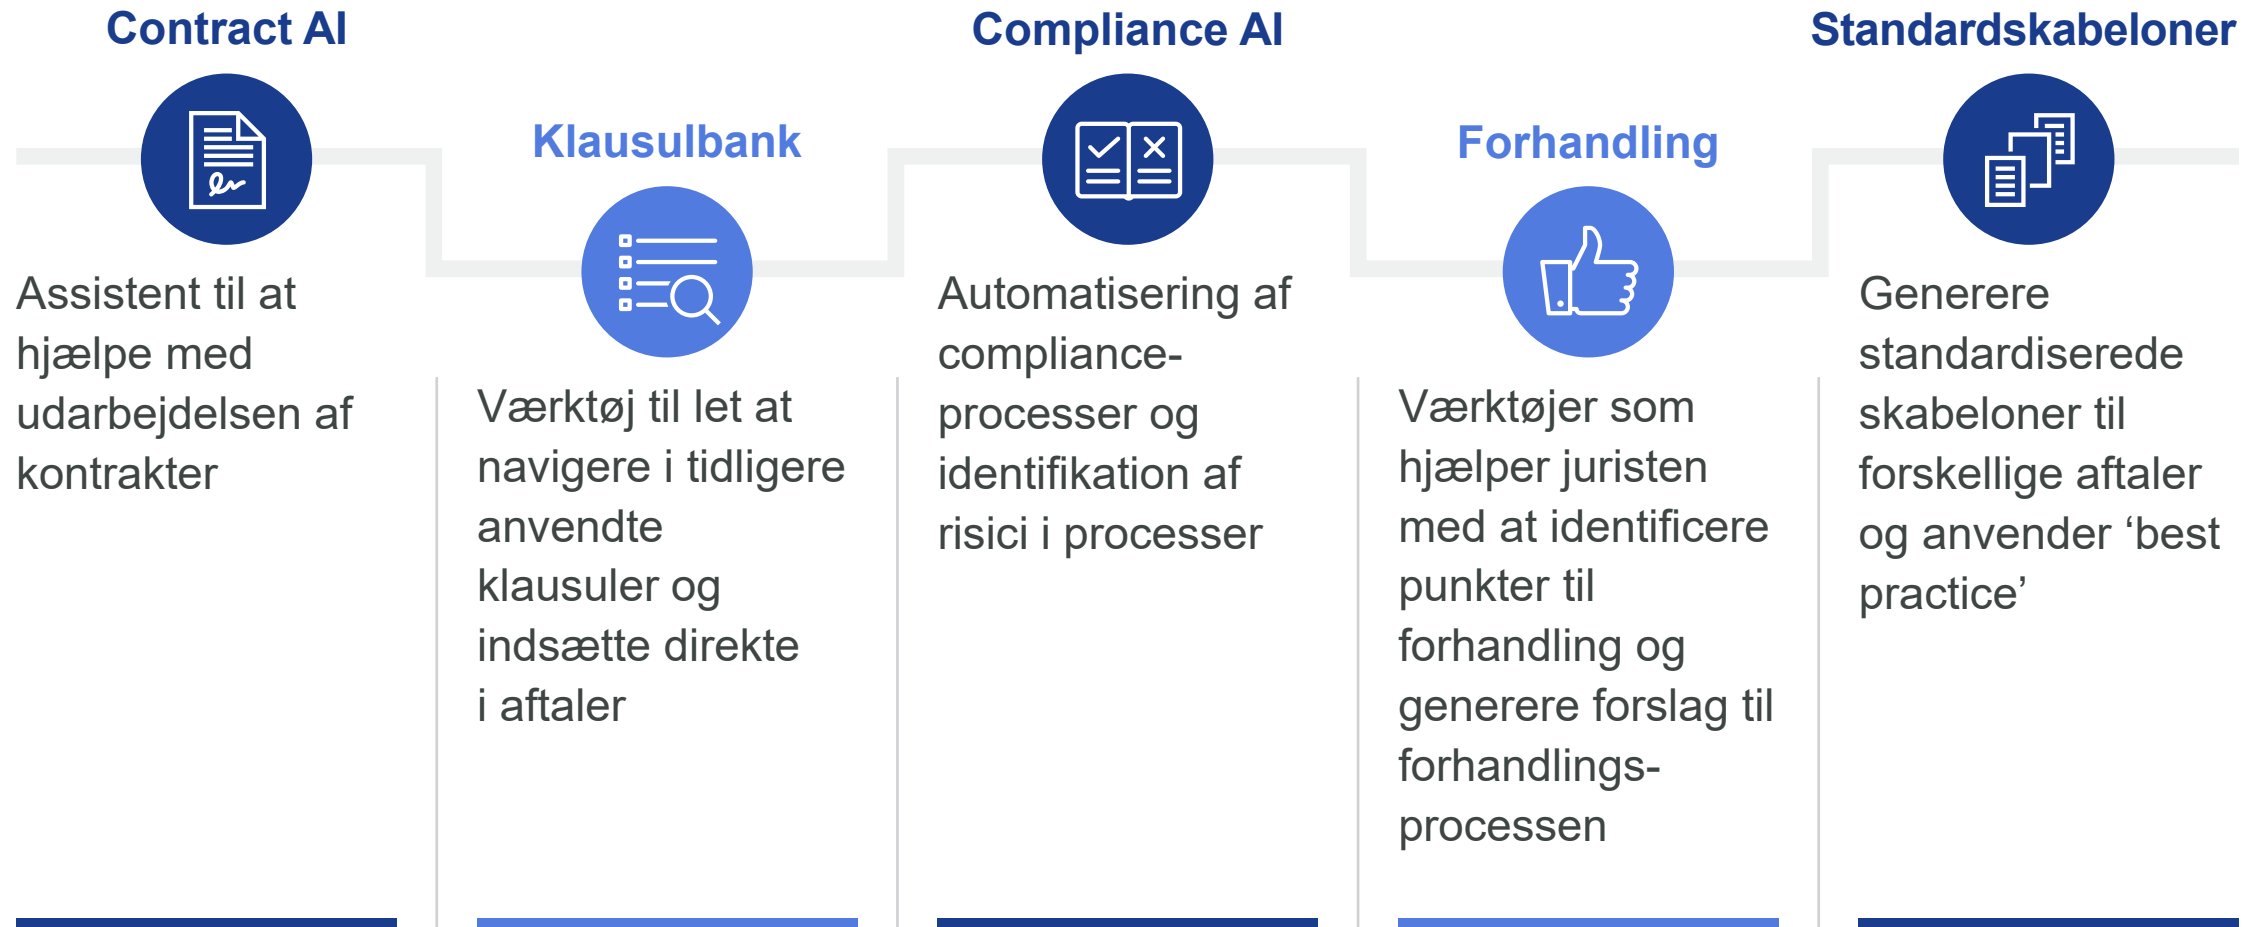 Contract AI
Assistent til at
hjælpe med
udarbejdelsen af
kontrakter
Klausulbank
Værktøj til let at
navigere i tidligere
anvendte
klausuler og
indsætte direkte
i aftaler
Compliance AI
Automatisering af
compliance-
processer og
identifikation af
risici i processer
Forhandling
Værktøjer som
hjælper juristen
med at identificere
punkter til
forhandling og
generere forslag til
forhandlings-
processen
Standardskabeloner
Generere
standardiserede
skabeloner til
forskellige aftaler
og anvender ‘best
practice’